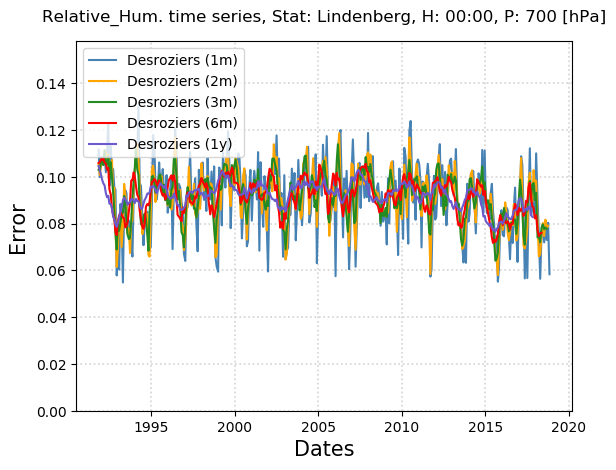 Relative_Hum. time series, Stat: Lindenberg, H: 00:00, P: 700 [hPa]
Desroziers (1m)
Desroziers (2m)
Desroziers (3m)
Desroziers (6m)
Desroziers (1y)
0.14
0.12
0.10
0.08
0.06
0.04
0.02
0.00
Error
1995 2000 2005 2010 2015 2020
Dates